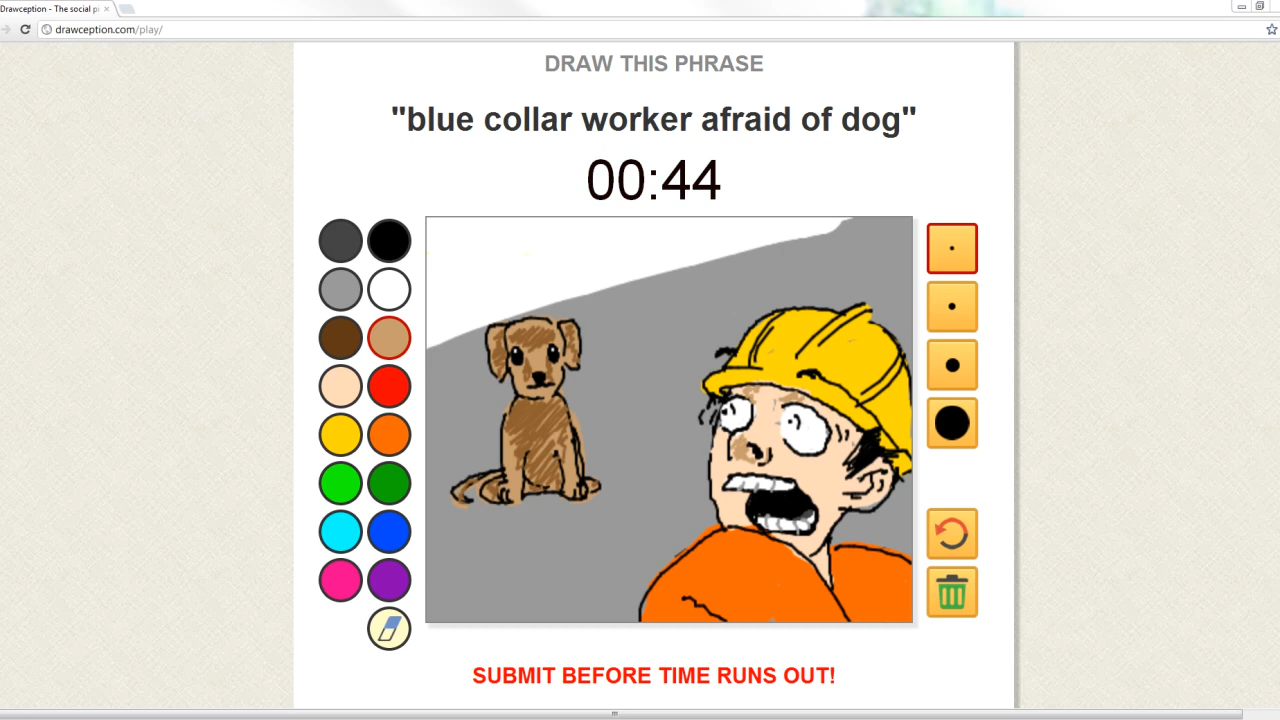 Drawception - The social pi
drawception.com/play/
DRAW THIS PHRASE
"blue collar worker afraid of dog"
00:44
SUBMIT BEFORE TIME RUNS OUT!